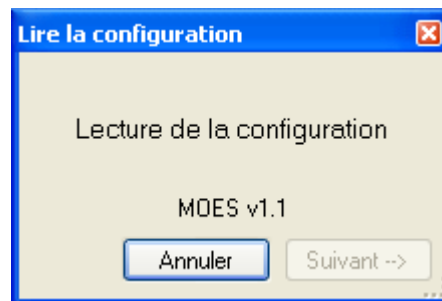 Lire la configuration
Lecture de la configuration
MOES v1.1
Annuler
Suivant -->